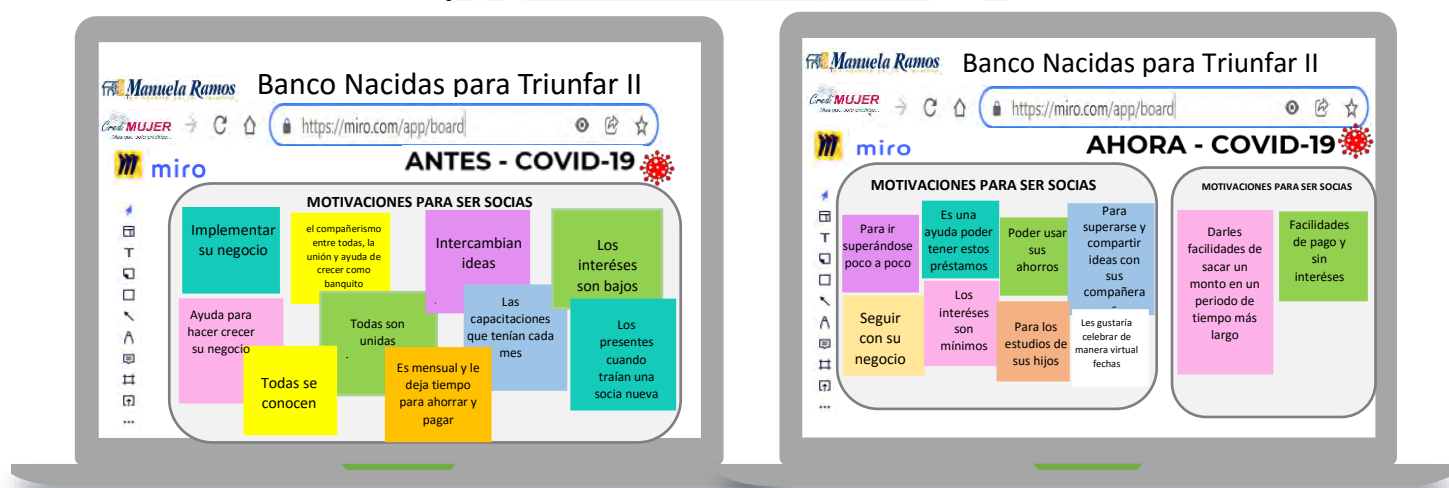 Manuela Ramos
Banco Nacidas para Triunfar II
Credi MUJER
https://miro.com/app/board
miro
ANTES - COVID-19
MOTIVACIONES PARA SER SOCIAS
Implementar
su negocio
el compañerismo
entre todas, la
unión y ayuda de
crecer como
banquito
Intercambian
ideas
.
Los
interéses
son bajos
Ayuda para
hacer crecer
su negocio
Todas son
unidas
.
Las
capacitaciones
que tenían cada
mes
Los
presentes
cuando
traían una
socia nueva
Todas se
conocen
Es mensual y le
deja tiempo
para ahorrar y
pagar
Manuela Ramos
Banco Nacidas para Triunfar II
Credi MUJER
https://miro.com/app/board
miro
AHORA - COVID-19
MOTIVACIONES PARA SER SOCIAS
Para ir
superándose
poco a poco
Es una
ayuda poder
tener estos
préstamos
Poder usar
sus
ahorros
Para
superarse y
compartir
ideas con
sus
compañera
Seguir
con su
negocio
Los
interéses
son
mínimos
Para los
estudios de
sus hijos
Les gustaría
celebrar de
manera virtual
fechas
MOTIVACIONES PARA SER SOCIAS
Darles
facilidades de
sacar un
monto en un
periodo de
tiempo más
largo
Facilidades
de pago y
sin
interéses